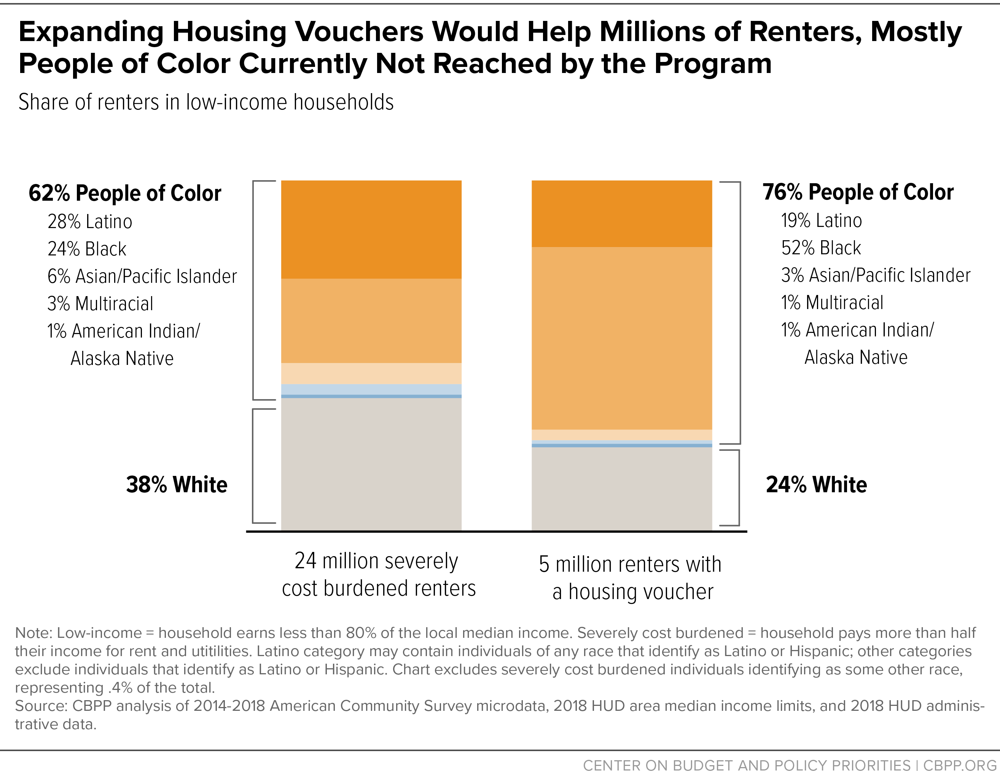 Expanding Housing Vouchers Would Help Millions of Renters, Mostly
People of Color Currently Not Reached by the Program
Share of renters in low-income households
62% People of Color
28% Latino
24% Black
6% Asian/Pacific Islander
3% Multiracial
1% American Indian/
Alaska Native
38% White
76% People of Color
19% Latino
52% Black
3% Asian/Pacific Islander
1% Multiracial
1% American Indian/
Alaska Native
24% White
24 million severely
cost burdened renters
5 million renters with
a housing voucher
Note: Low-income = household earns less than 80% of the local median income. Severely cost burdened = household pays more than half
their income for rent and utitilities. Latino category may contain individuals of any race that identify as Latino or Hispanic; other categories
exclude individuals that identify as Latino or Hispanic. Chart excludes severely cost burdened individuals identifying as some other race,
representing .4% of the total.
Source: CBPP analysis of 2014-2018 American Community Survey microdata, 2018 HUD area median income limits, and 2018 HUD adminis-
trative data.
CENTER ON BUDGET AND POLICY PRIORITIES | CBPP.ORG